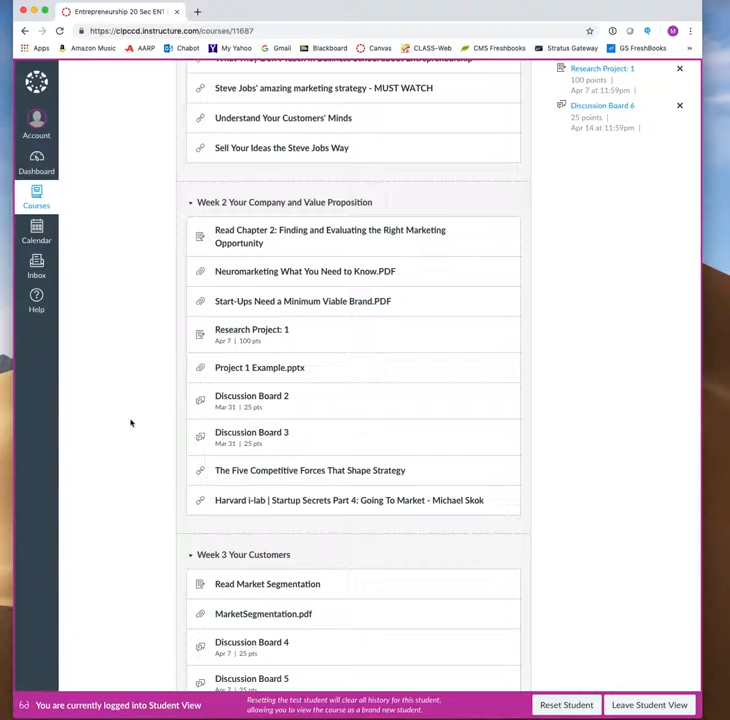 Entrepreneurship 20 Sec EN1
https://clpccd.instructure.com/courses/11687
M
Apps
Amazon Music
AARP
Chabot
My Yahoo
Gmail
Blackboard
Canvas
CLASS-Web
CMS Freshbooks
Stratus Gateway
GS FreshBooks
Account
Dashboard
Courses
Calendar
Inbox
Help
Steve Jobs' amazing marketing strategy - MUST WATCH
Understand Your Customers' Minds
Sell Your Ideas the Steve Jobs Way
Week 2 Your Company and Value Proposition
Read Chapter 2: Finding and Evaluating the Right Marketing
Opportunity
Neuromarketing What You Need to Know.PDF
Start-Ups Need a Minimum Viable Brand.PDF
Research Project: 1
Apr 7 | 100 pts
Project 1 Example.pptx
Discussion Board 2
Mar 31 | 25 pts
Discussion Board 3
Mar 31 | 25 pts
The Five Competitive Forces That Shape Strategy
Harvard i-lab | Startup Secrets Part 4: Going To Market - Michael Skok
Week 3 Your Customers
Read Market Segmentation
MarketSegmentation.pdf
Discussion Board 4
Apr 7 | 25 pts
Discussion Board 5
Apr 7 | 25 pts
Research Project: 1
100 points |
Apr 7 at 11:59pm |
Discussion Board 6
25 points |
Apr 14 at 11:59pm |
You are currently logged into Student View
Resetting the test student will clear all history for this student,
allowing you to view the course as a brand new student.
Reset Student
Leave Student View